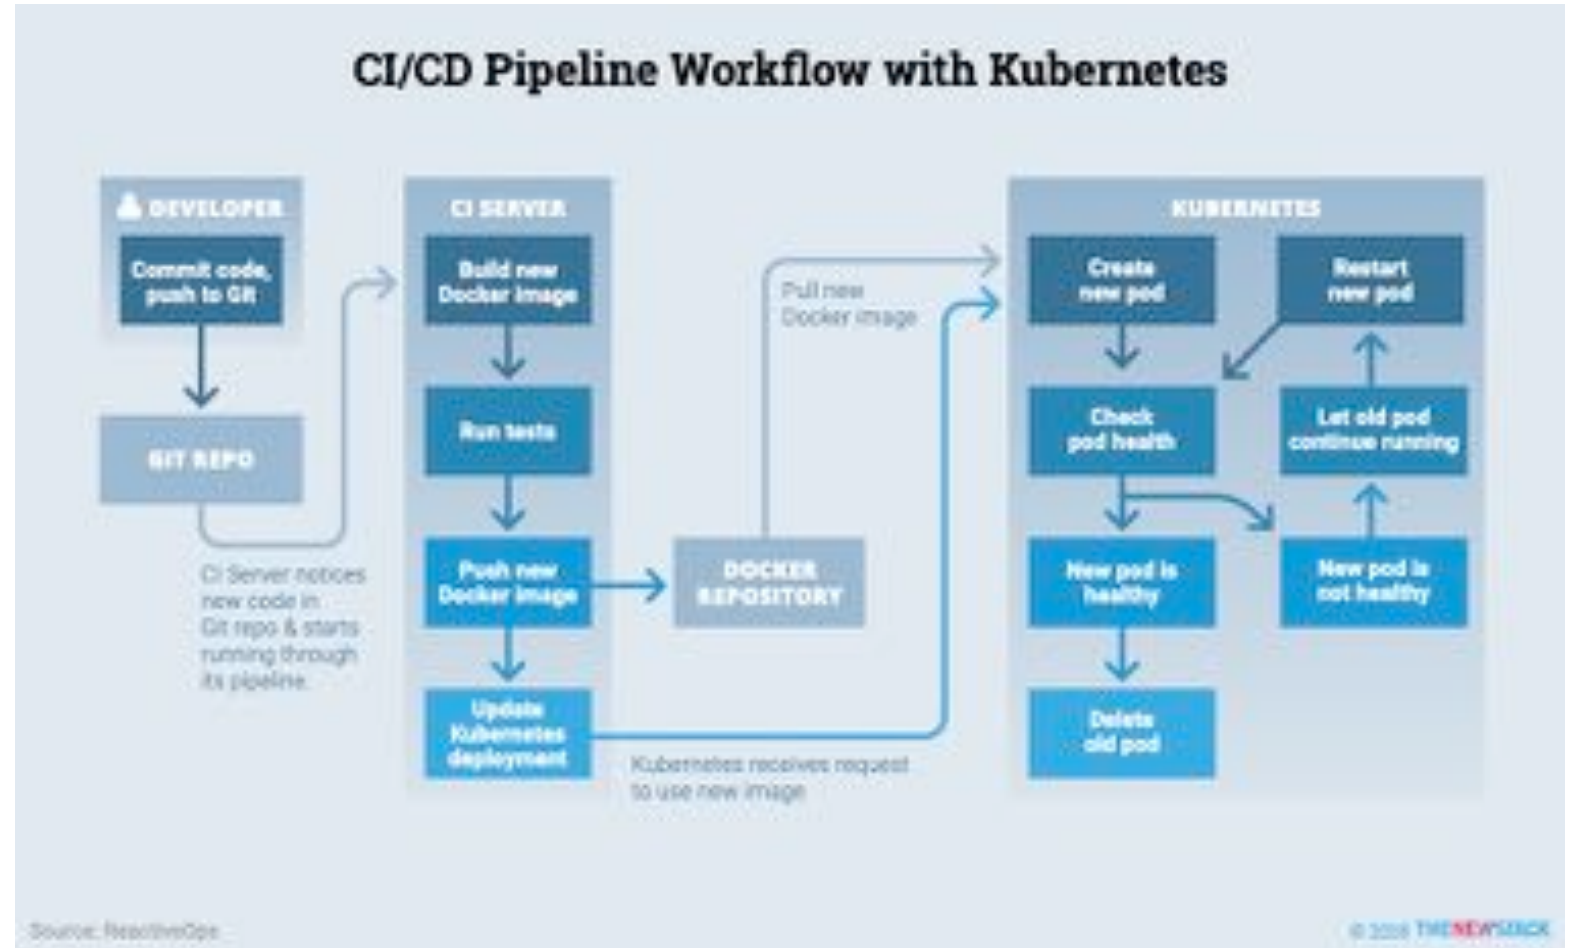 CI/CD Pipeline Workflow with Kubernetes
DEVELOPER
Commit code,
push to Git
GIT REPO
CI Server notices
new code in
Git repo & starts
running through
its pipeline.
CI SERVER
Build new
Docker image
Run tests
Push new
Docker image
Update
Kubernetes
deployment
DOCKER
REPOSITORY
Pull new
Docker image
Kubernetes receives request
to use new image
KUBERNETES
Create
new pod
Restart
new pod
Check
pod health
Let old pod
continue running
New pod is
healthy
New pod is
not healthy
Delete
old pod
Source: ReactiveOps
© THENEWSTACK